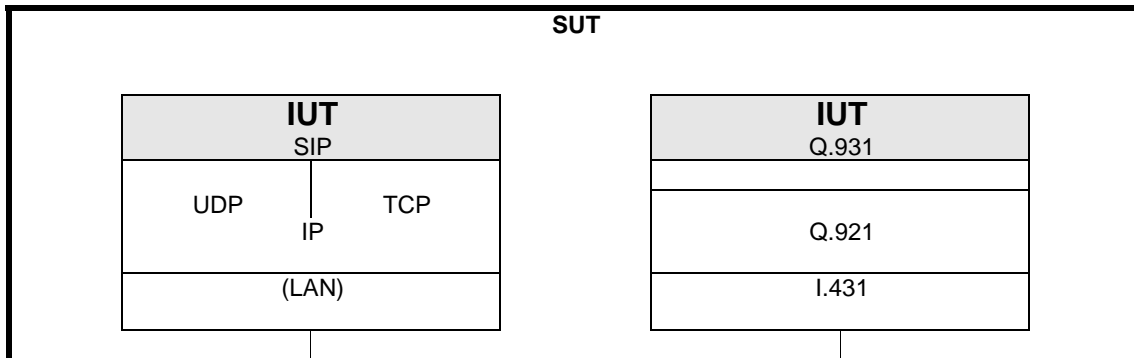 SUT
IUT
SIP
UDP TCP
IP
(LAN)
IUT
Q.931
Q.921
I.431